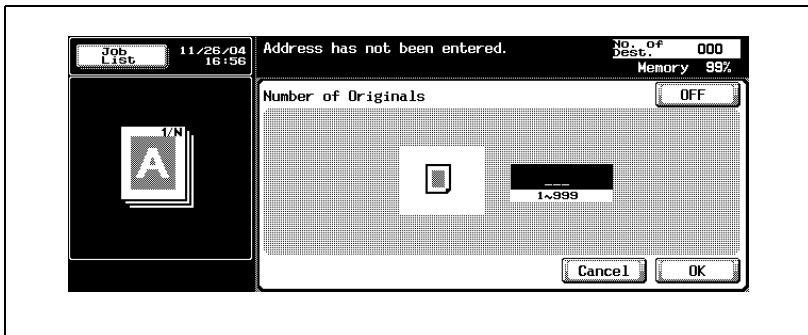 Job
List
11/26/04
16:56
Address has not been entered.
No. of
Dest.
000
Memory 99%
Number of Originals
OFF
1/N
A
___
1~999
Cancel
OK